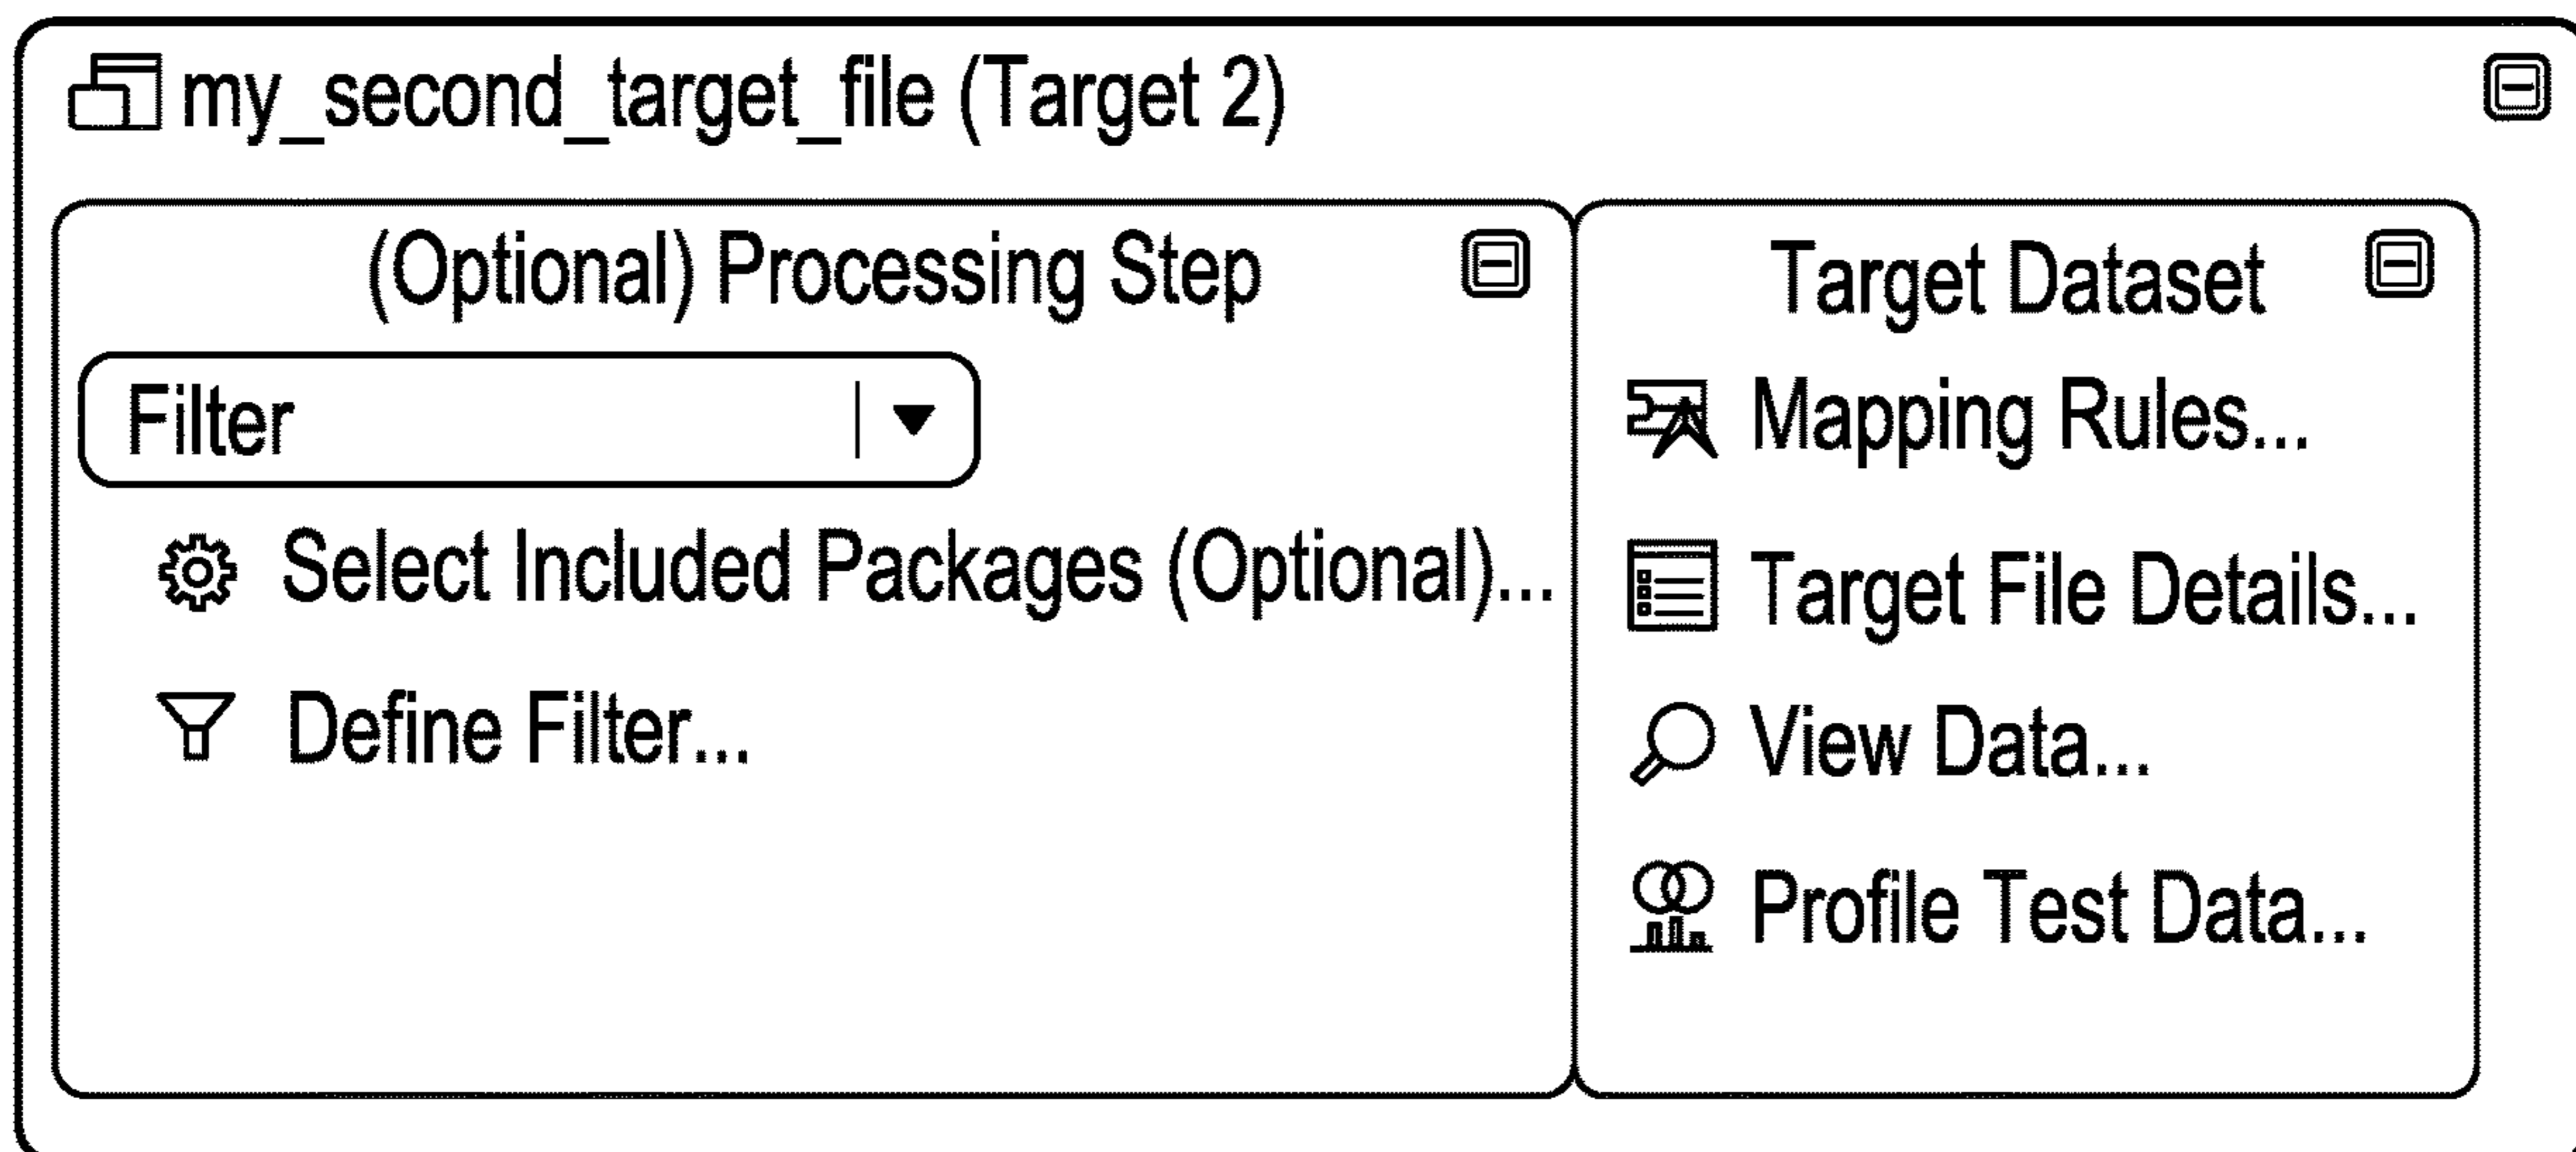 my_second_target_file (Target 2)
(Optional) Processing Step
Filter
Select Included Packages (Optional)...
Define Filter...
Target Dataset
Mapping Rules...
Target File Details...
View Data...
Profile Test Data...